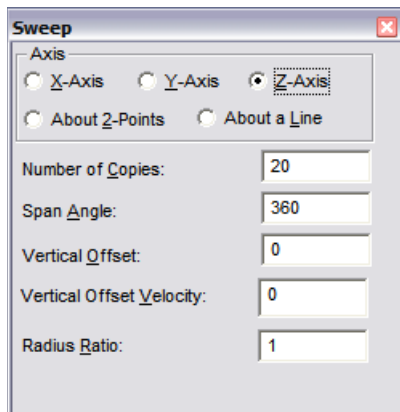 Sweep
Axis
X-Axis Y-Axis Z-Axis
About 2-Points About a Line
Number of Copies: 20
Span Angle: 360
Vertical Offset: 0
Vertical Offset Velocity: 0
Radius Ratio: 1